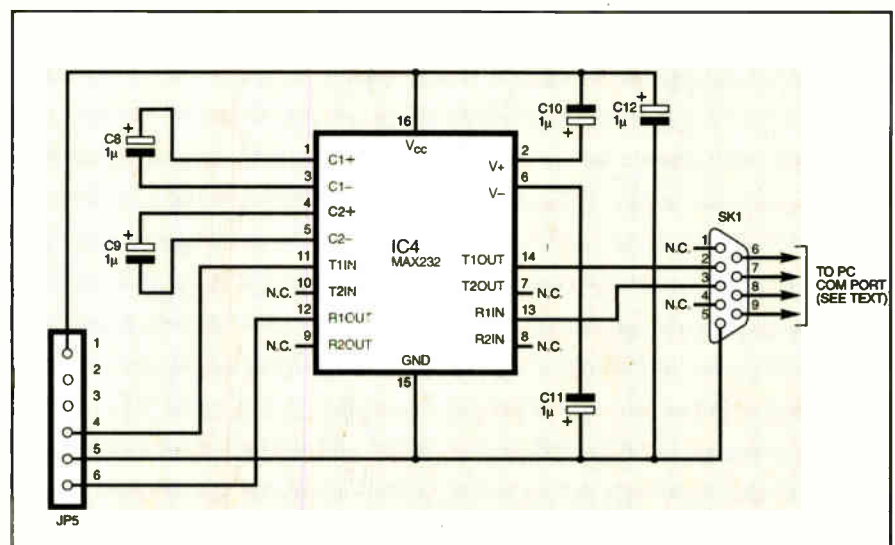 C8
1µ
+
C9
1µ
+
16
VCC
1
C1+
3
C1–
4
C2+
5
C2–
11
T1IN
N.C.
10
T2IN
12
R1OUT
N.C.
9
R2OUT
IC4
MAX232
GND
15
V+
2
V–
6
T1OUT
14
T2OUT
7
N.C.
R1IN
13
R2IN
8
N.C.
C10
1µ
+
C12
1µ
+
C11
1µ
+
SK1
N.C.
1
2
3
N.C.
4
5
6
7
8
9
TO PC
COM PORT
(SEE TEXT)
1
2
3
4
5
6
JP5